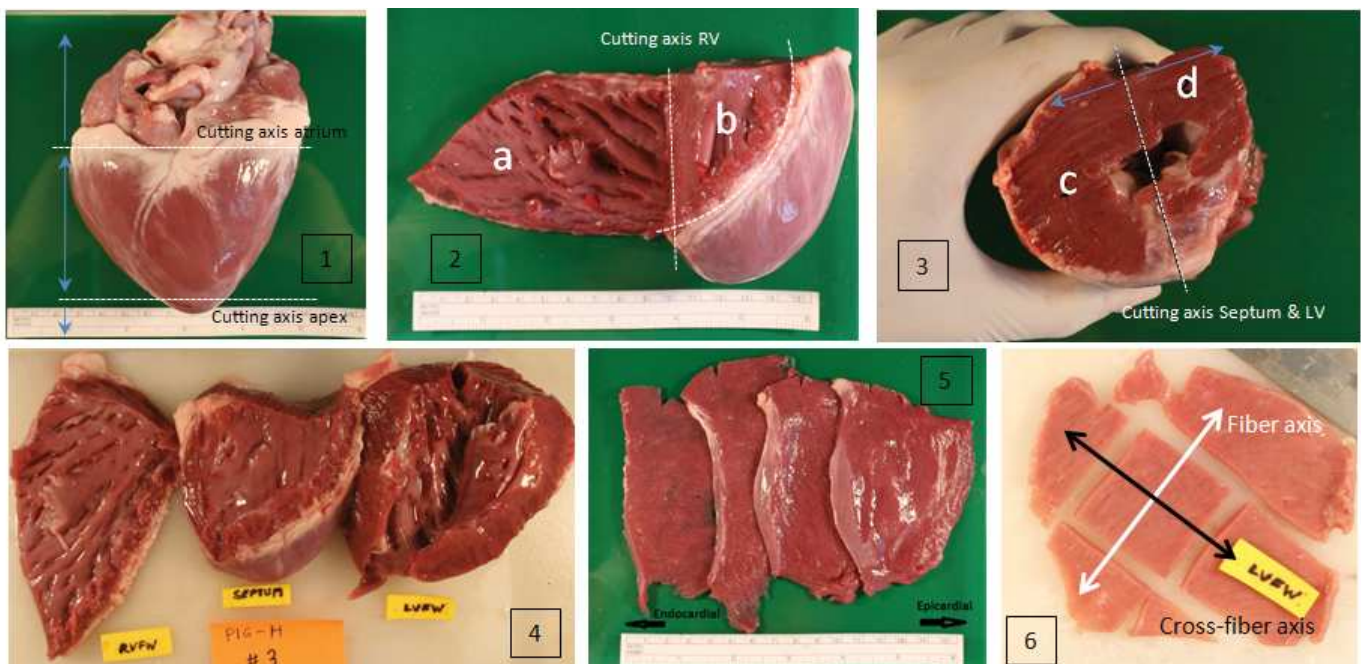 Cutting axis atrium
1
Cutting axis apex
Cutting axis RV
a
b
2
c
d
3
Cutting axis Septum & LV
RVFW
SEPTUM
LVFW
PIG-H
#3
4
5
Endocardial
Epicardial
Fiber axis
LVFW
Cross-fiber axis
6